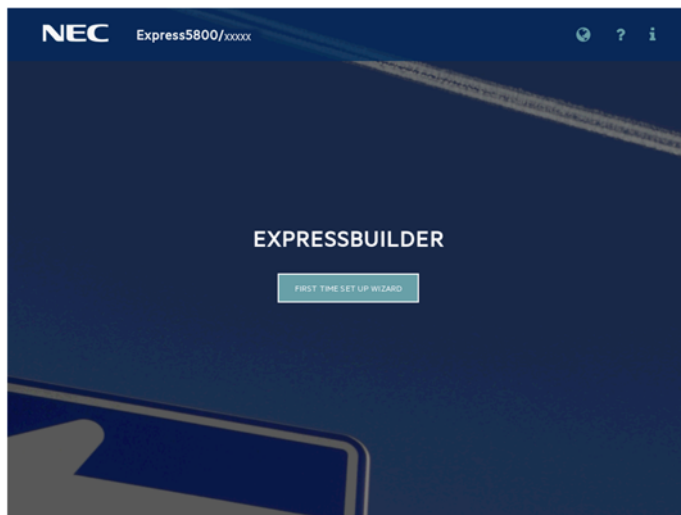 NEC Express5800/xxxxx ? i
EXPRESSBUILDER
FIRST TIME SET UP WIZARD